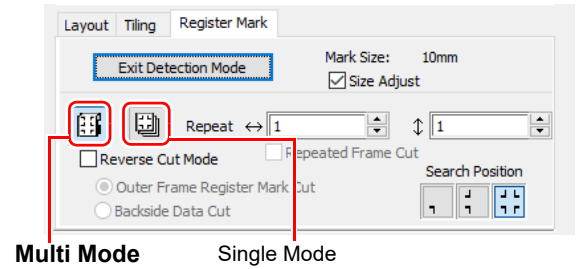 Layout Tiling Register Mark
Exit Detection Mode
Mark Size: 10mm
Size Adjust
Repeat 1 1
Reverse Cut Mode
Repeated Frame Cut
Search Position
Outer Frame Register Mark Cut
Backside Data Cut
Multi Mode Single Mode